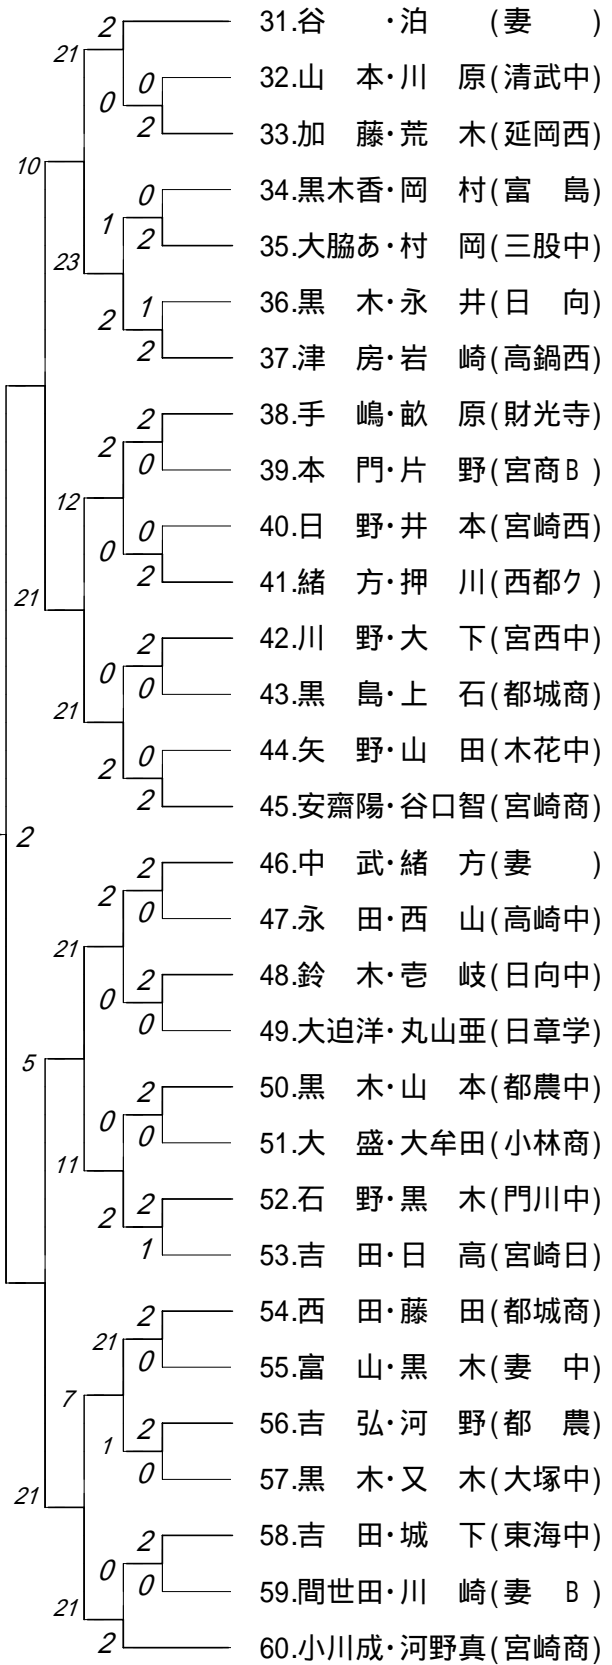 31.谷　　・泊　　(妻　　)
32.山　本・川　原(清武中)
33.加　藤・荒　木(延岡西)
34.黒木香・岡　村(富　島)
35.大脇あ・村　岡(三股中)
36.黒　木・永　井(日　向)
37.津　房・岩　崎(高鍋西)
38.手　嶋・畝　原(財光寺)
39.本　門・片　野(宮商B )
40.日　野・井　本(宮崎西)
41.緒　方・押　川(西都ク)
42.川　野・大　下(宮西中)
43.黒　島・上　石(都城商)
44.矢　野・山　田(木花中)
45.安齋陽・谷口智(宮崎商)
46.中　武・緒　方(妻　　)
47.永　田・西　山(高崎中)
48.鈴　木・壱　岐(日向中)
49.大迫洋・丸山亜(日章学)
50.黒　木・山　本(都農中)
51.大　盛・大牟田(小林商)
52.石　野・黒　木(門川中)
53.吉　田・日　高(宮崎日)
54.西　田・藤　田(都城商)
55.富　山・黒　木(妻　中)
56.吉　弘・河　野(都　農)
57.黒　木・又　木(大塚中)
58.吉　田・城　下(東海中)
59.間世田・川　崎(妻　B )
60.小川成・河野真(宮崎商)
2
0
0
2
0
2
1
2
2
0
0
2
2
0
0
2
2
0
2
0
2
0
2
1
2
0
2
0
2
0
0
1
2
2
0
0
2
2
0
0
2
21
1
0
2
21
23
12
21
21
11
7
21
10
21
5
21
2